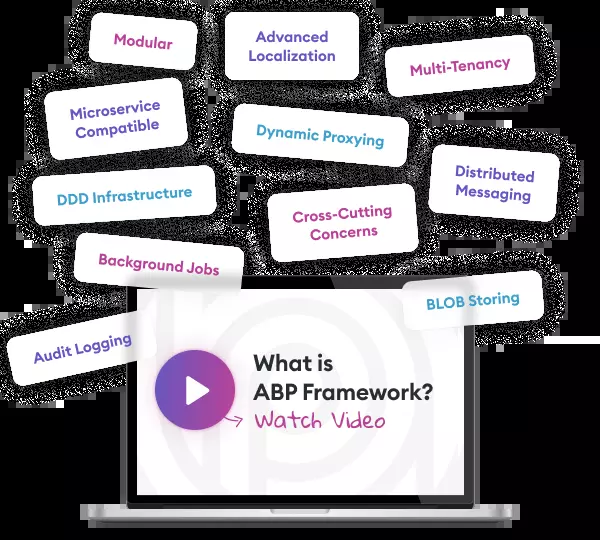 Modular
Advanced
Localization
Multi-Tenancy
Microservice
Compatible
Dynamic Proxying
Distributed
Messaging
DDD Infrastructure
Cross-Cutting
Concerns
Background Jobs
BLOB Storing
Audit Logging
What is
ABP Framework?
Watch Video